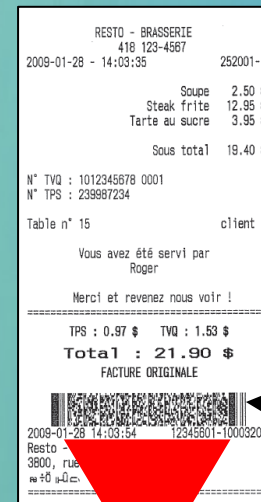 RESTO - BRASSERIE
418 123-4567
2009-01-28 - 14:03:35 252001-
Soupe 2.50
Steak frite 12.95
Tarte au sucre 3.95
Sous total 19.40
N° TVQ : 1012345678 0001
N° TPS : 239987234
Table n° 15 client
Vous avez été servi par
Roger
Merci et revenez nous voir !
TPS : 0.97 $ TVQ : 1.53 $
Total : 21.90 $
FACTURE ORIGINALE
2009-01-28 14:03:54 12345601-1000320
Resto -
3800, rue